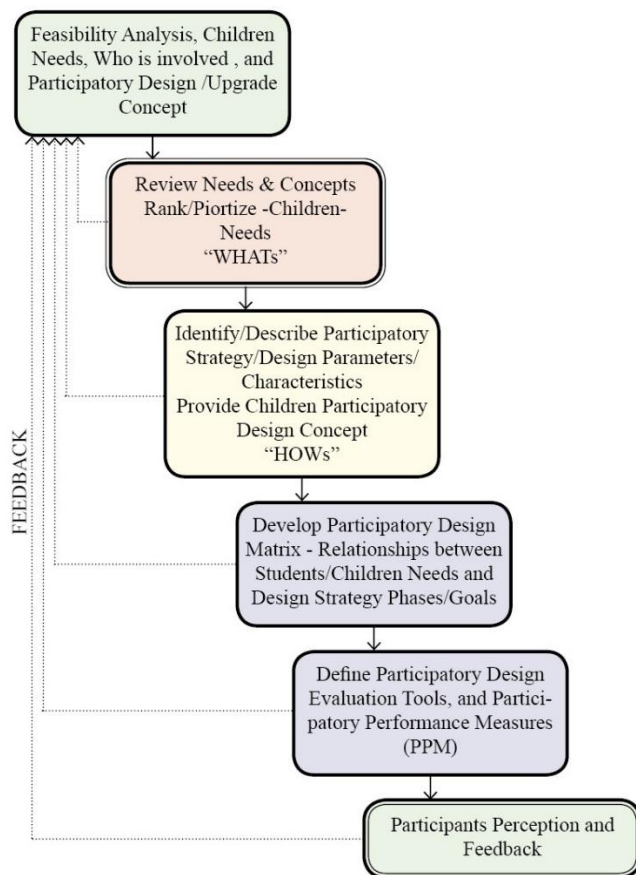 Feasibility Analysis, Children
Needs, Who is involved , and
Participatory Design /Upgrade
Concept
Review Needs & Concepts
Rank/Piortize -Children-
Needs
“WHATs”
Identify/Describe Participatory
Strategy/Design Parameters/
Characteristics
Provide Children Participatory
Design Concept
“HOWs”
FEEDBACK
Develop Participatory Design
Matrix - Relationships between
Students/Children Needs and
Design Strategy Phases/Goals
Define Participatory Design
Evaluation Tools, and Partic-
ipatory Performance Measures
(PPM)
Participants Perception and
Feedback